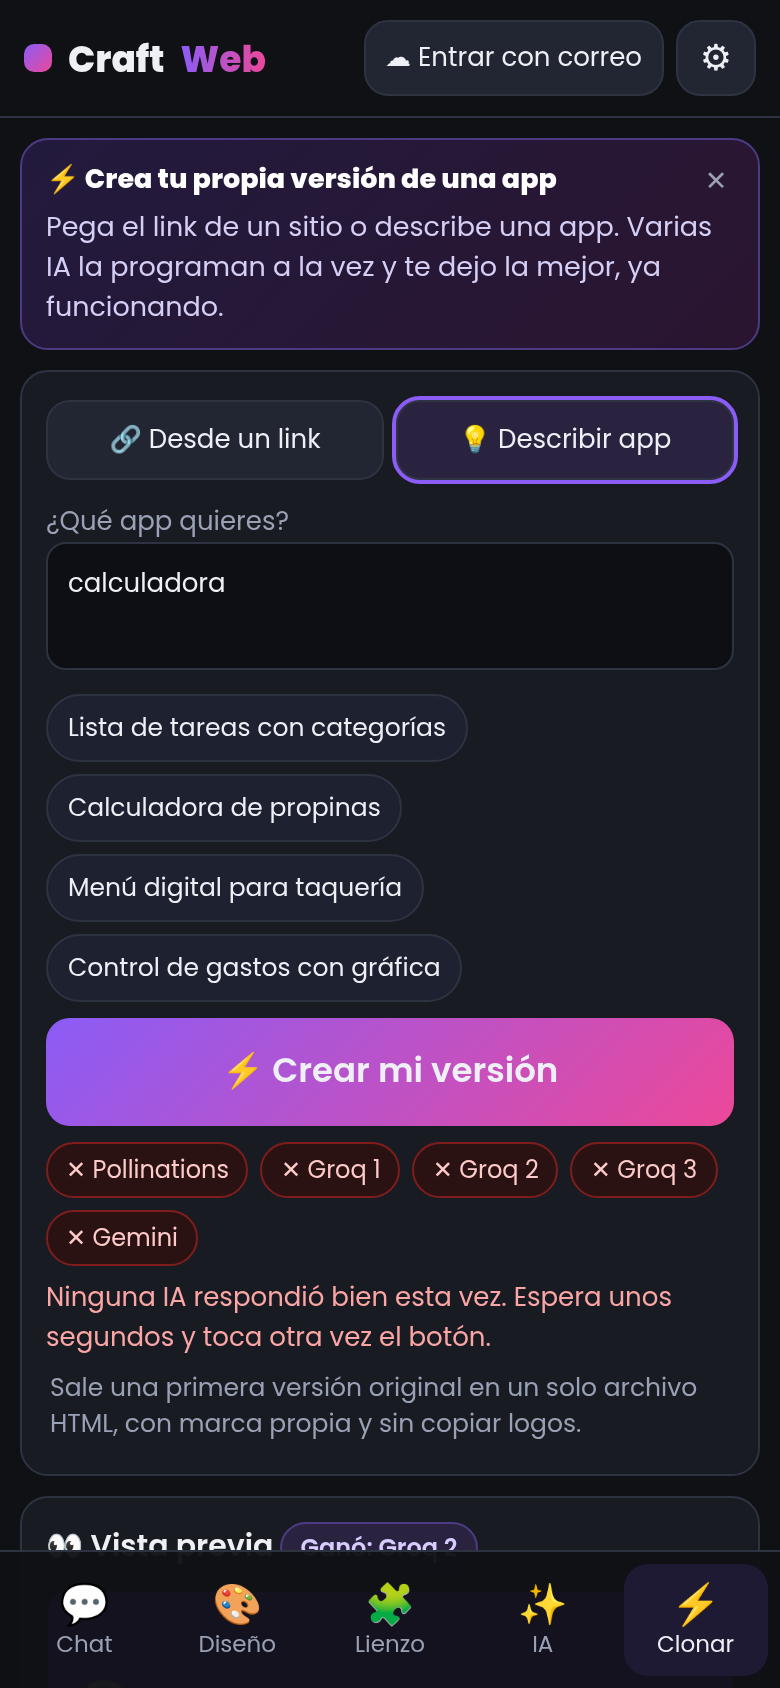 Craft Web
☁ Entrar con correo
⚡ Crea tu propia versión de una app
✕
Pega el link de un sitio o describe una app. Varias
IA la programan a la vez y te dejo la mejor, ya
funcionando.
🔗 Desde un link
💡 Describir app
¿Qué app quieres?
calculadora
Lista de tareas con categorías
Calculadora de propinas
Menú digital para taquería
Control de gastos con gráfica
⚡ Crear mi versión
✕ Pollinations
✕ Groq 1
✕ Groq 2
✕ Groq 3
✕ Gemini
Ninguna IA respondió bien esta vez. Espera unos
segundos y toca otra vez el botón.
Sale una primera versión original en un solo archivo
HTML, con marca propia y sin copiar logos.
👀 Vista previa
Ganó: Groq 2
Chat
Diseño
Lienzo
IA
Clonar